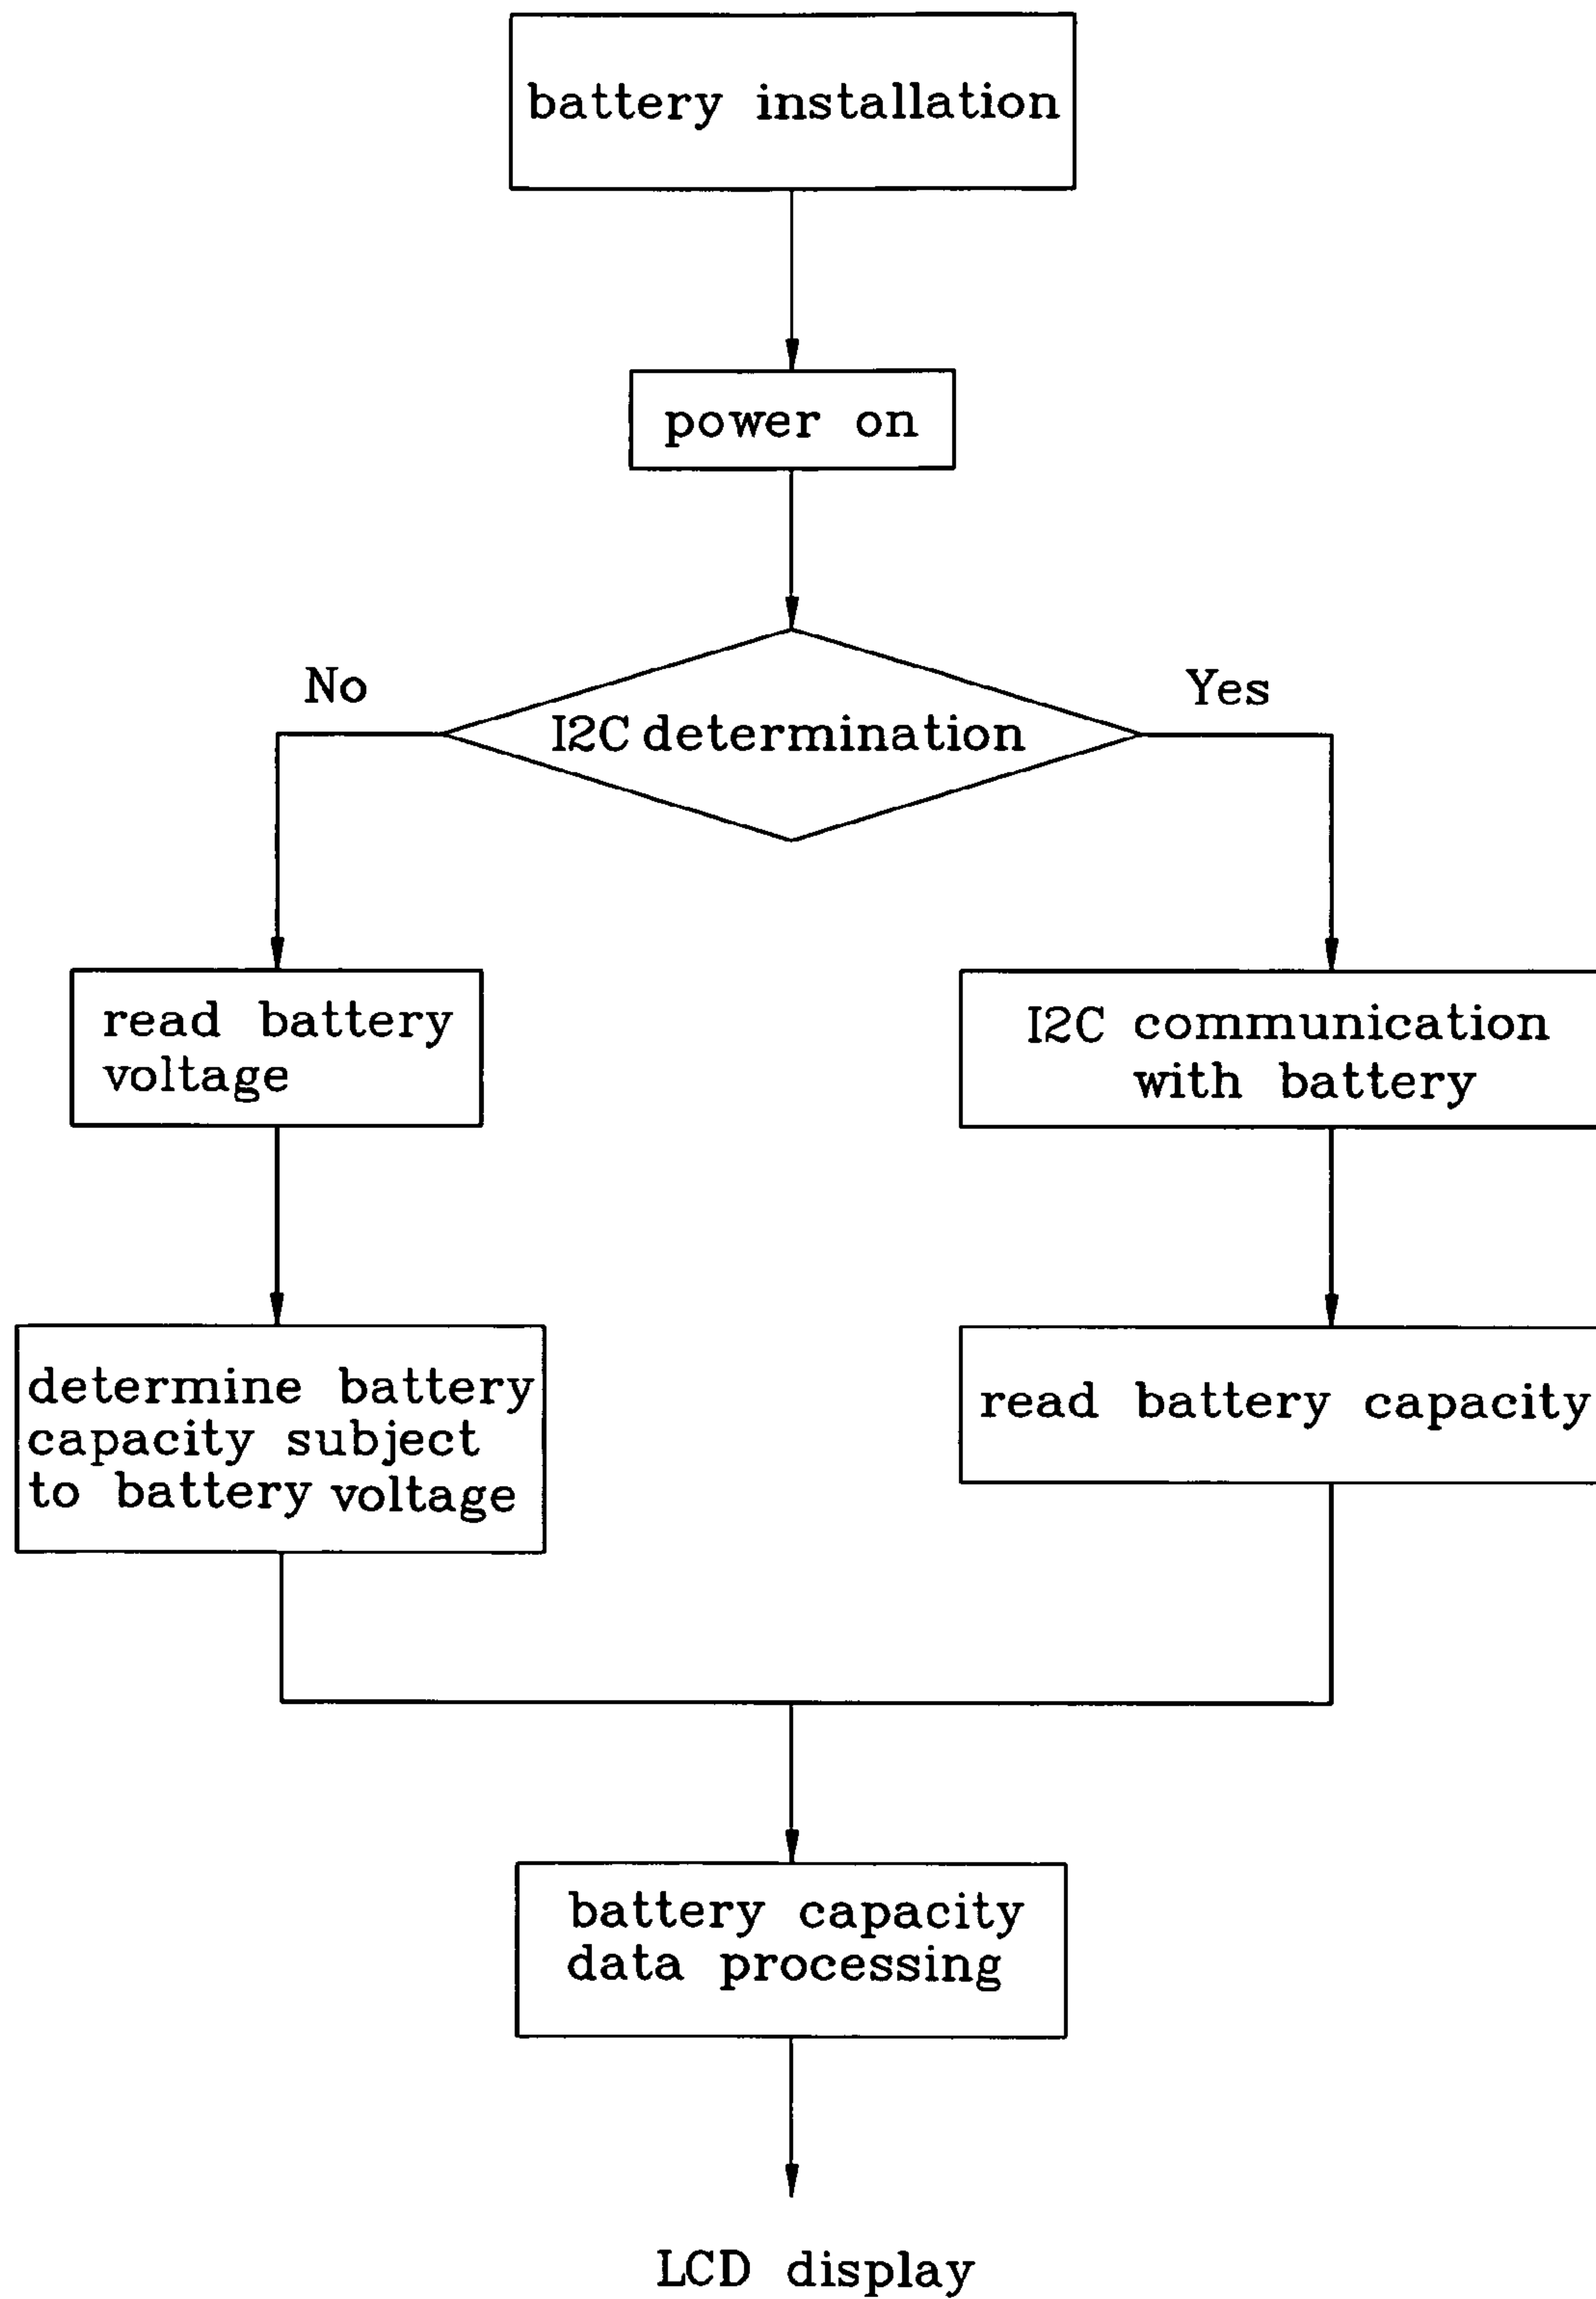 battery installation
power on
No
Yes
I2C determination
read battery
voltage
I2C communication
with battery
determine battery
capacity subject
to battery voltage
read battery capacity
battery capacity
data processing
LCD display